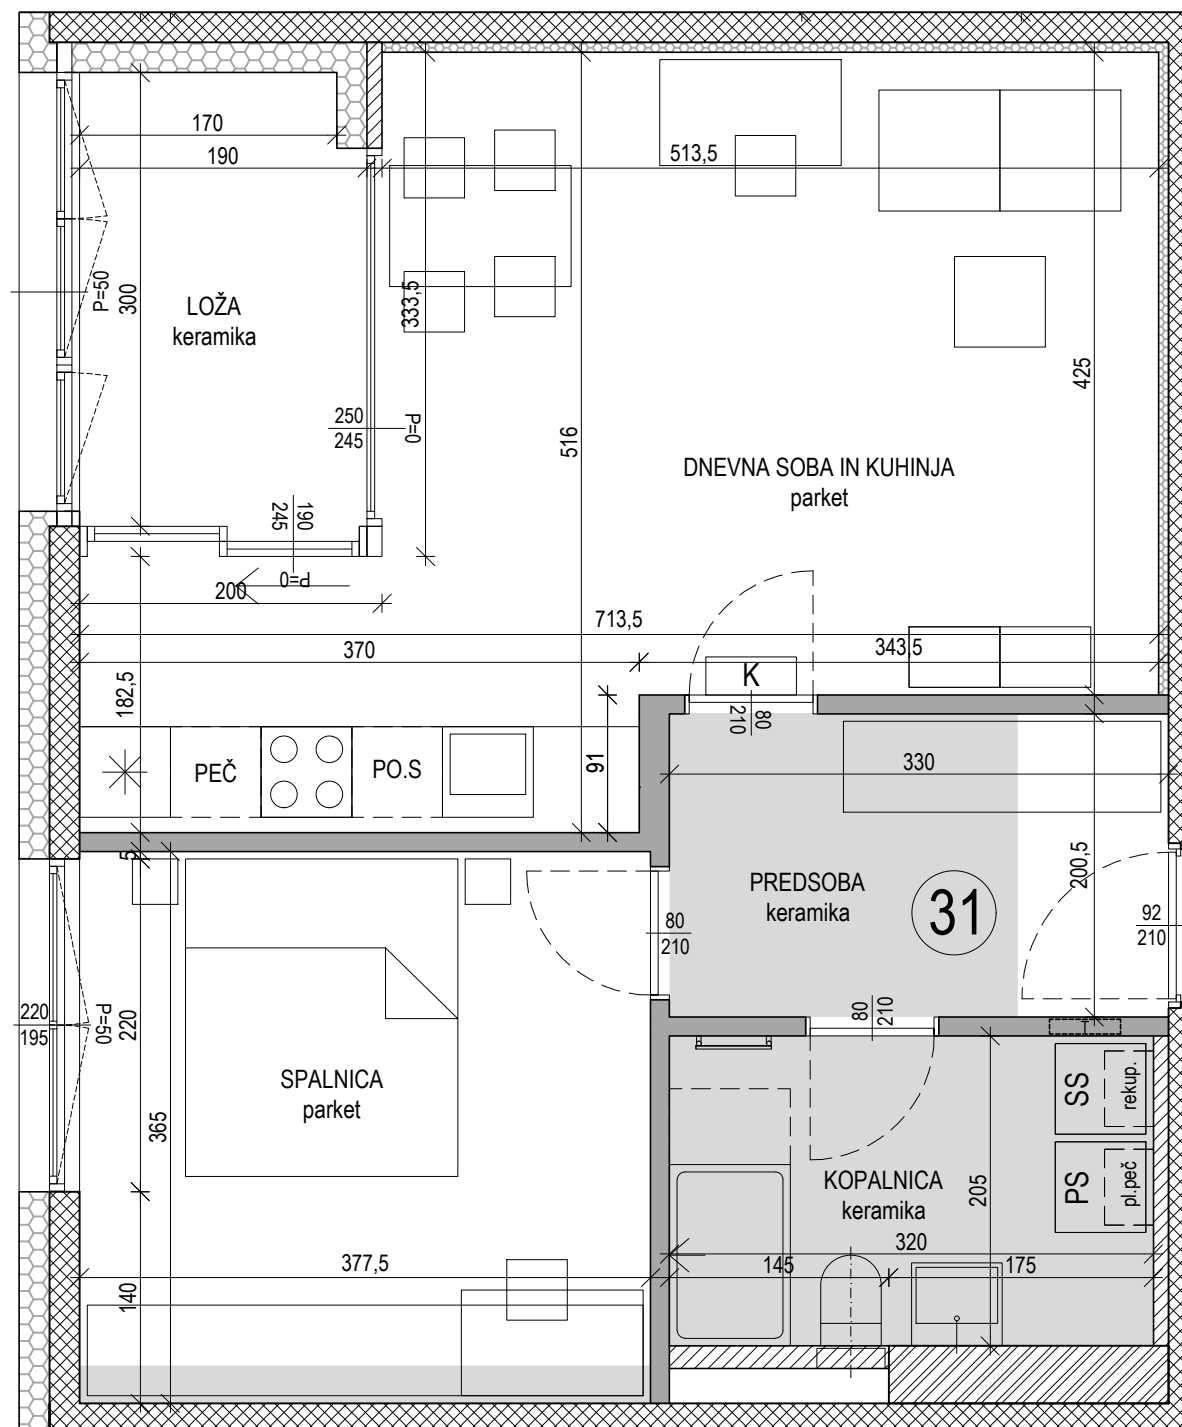 170
190
513,5
P=50
300
LOŽA
keramika
333,5
425
250
245
P=0
516
DNEVNA SOBA IN KUHINJA
parket
190
245
P=0
200
713,5
370
343,5
182,5
K
80
210
91
PEČ
PO.S
330
5
200,5
PREDSOBA
keramika
31
80
210
92
210
220
195
P=50
220
80
210
T
SPALNICA
parket
365
SS
rekup.
KOPALNICA
keramika
205
PS
pl.peč
320
377,5
145
175
140